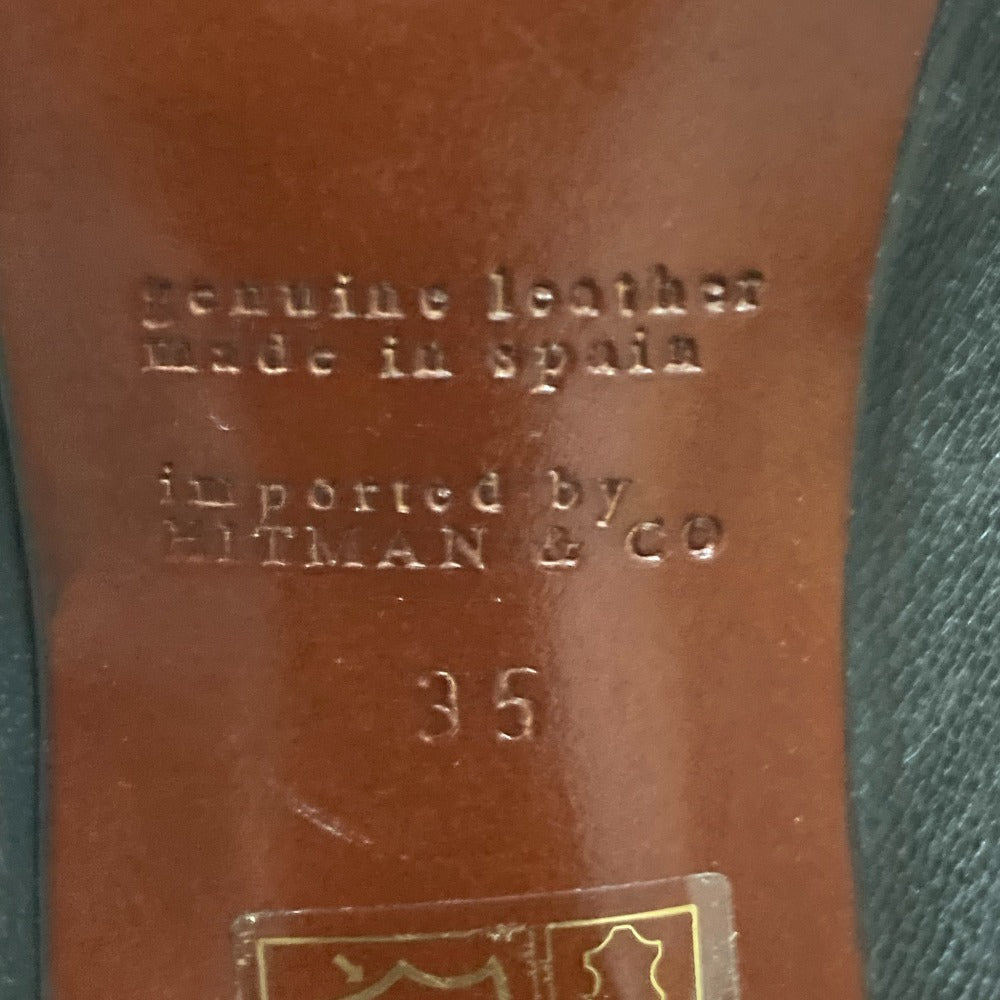 genuine leather
made in spain
imported by
HITMAN & CO
35